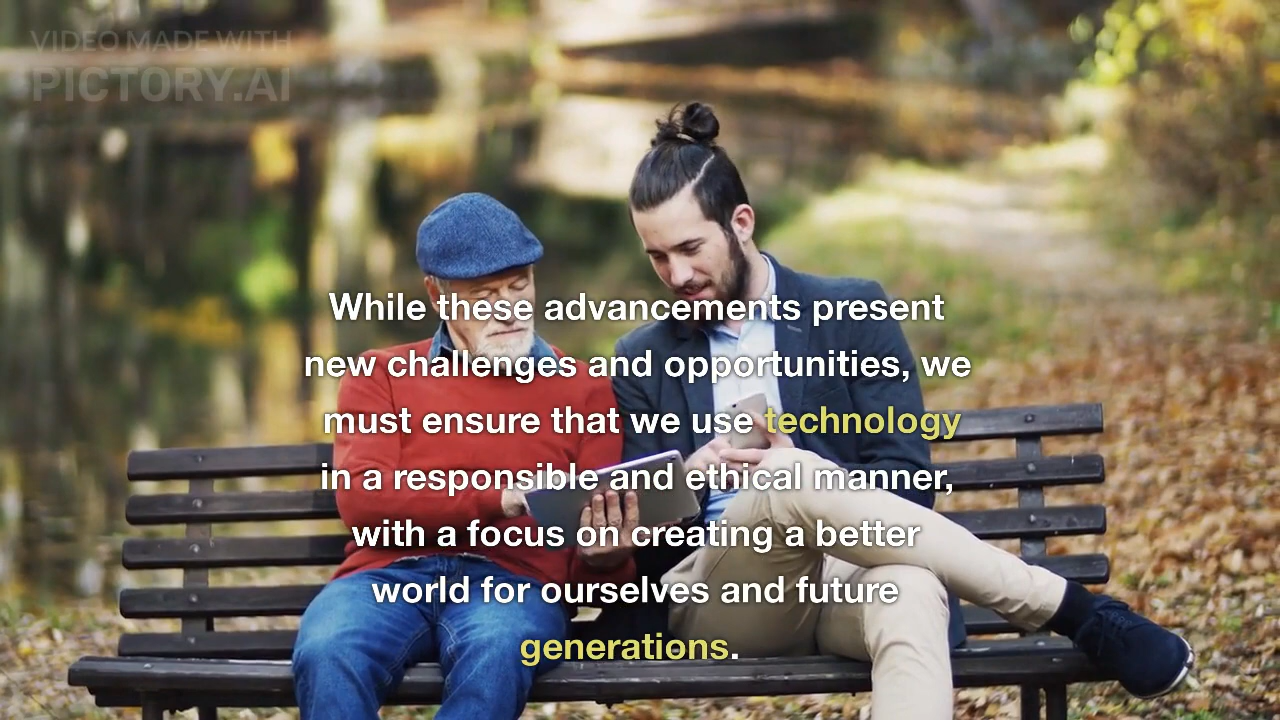 VIDEO MADE WITH
PICTORY.AI
While these advancements present
new challenges and opportunities, we
must ensure that we use technology
in a responsible and ethical manner,
with a focus on creating a better
world for ourselves and future
generations.